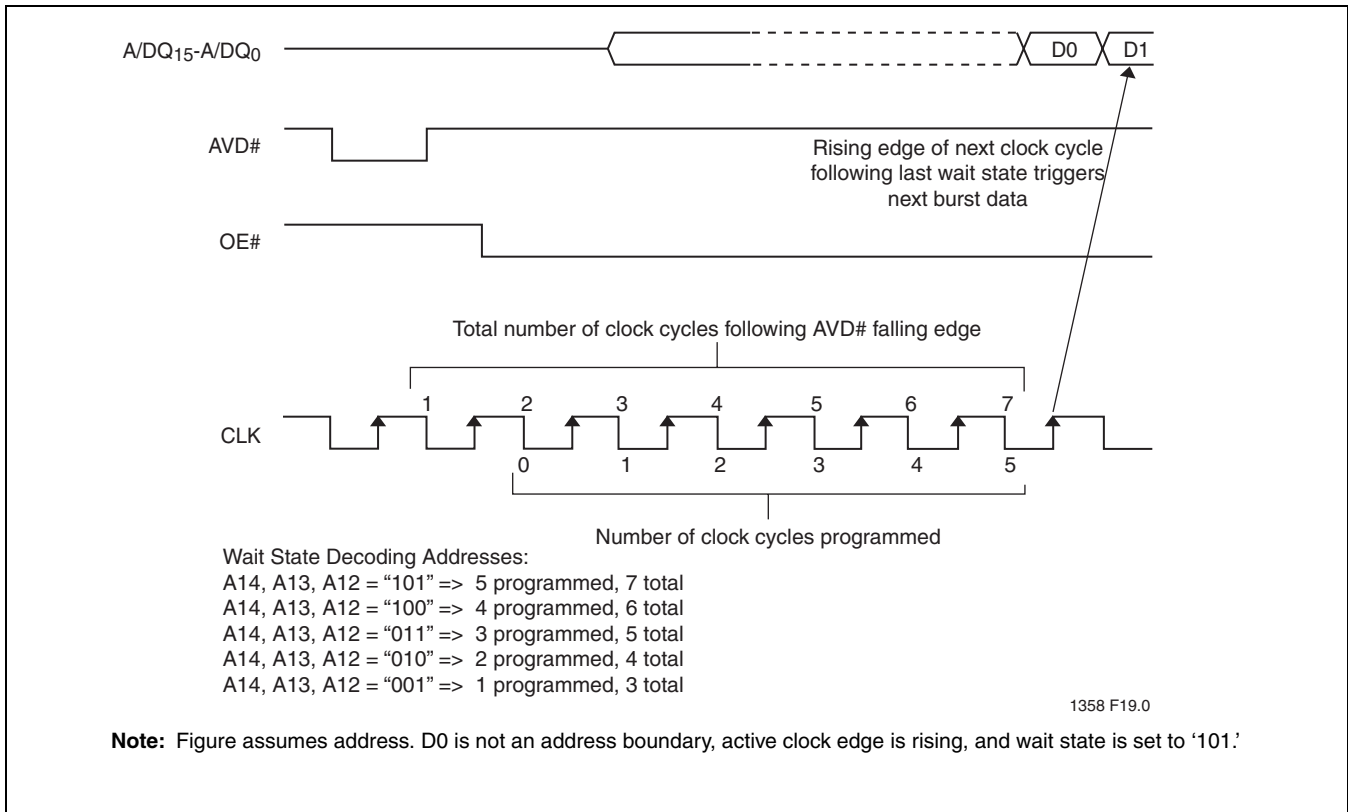 A/DQ15-A/DQ0
D0
D1
AVD#
Rising edge of next clock cycle
following last wait state triggers
next burst data
OE#
Total number of clock cycles following AVD# falling edge
1 2 3 4 5 6 7
CLK
0 1 2 3 4 5
Number of clock cycles programmed
Wait State Decoding Addresses:
A14, A13, A12 = “101” => 5 programmed, 7 total
A14, A13, A12 = “100” => 4 programmed, 6 total
A14, A13, A12 = “011” => 3 programmed, 5 total
A14, A13, A12 = “010” => 2 programmed, 4 total
A14, A13, A12 = “001” => 1 programmed, 3 total
1358 F19.0
Note: Figure assumes address. D0 is not an address boundary, active clock edge is rising, and wait state is set to ‘101.’